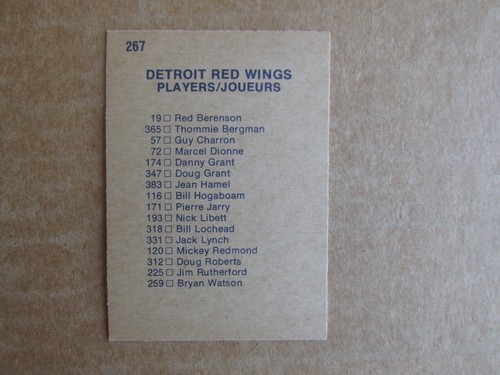 267
DETROIT RED WINGS
PLAYERS/JOUEURS
19 □ Red Berenson
365 □ Thommie Bergman
57 □ Guy Charron
72 □ Marcel Dionne
174 □ Danny Grant
347 □ Doug Grant
383 □ Jean Hamel
116 □ Bill Hogaboam
171 □ Pierre Jarry
193 □ Nick Libett
318 □ Bill Lochead
331 □ Jack Lynch
120 □ Mickey Redmond
312 □ Doug Roberts
225 □ Jim Rutherford
259 □ Bryan Watson